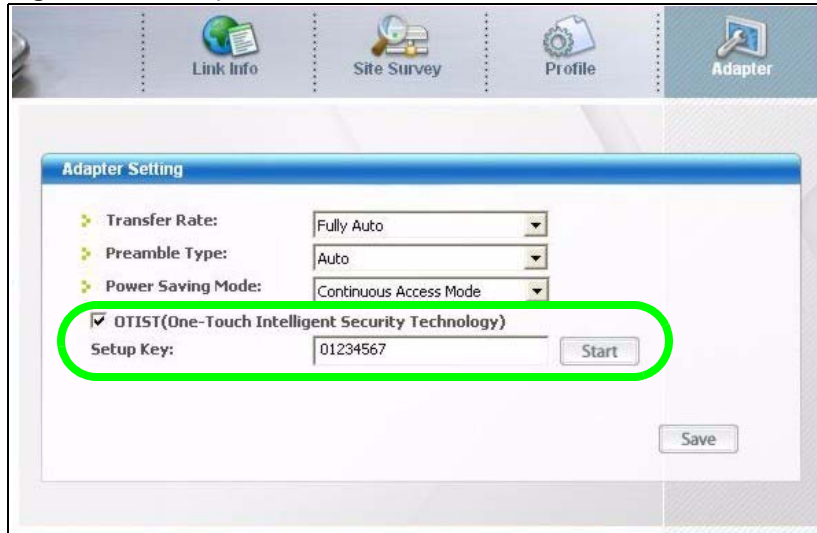 Link Info
Site Survey
Profile
Adapter
Adapter Setting
Transfer Rate: Fully Auto
Preamble Type: Auto
Power Saving Mode: Continuous Access Mode
OTIST(One-Touch Intelligent Security Technology)
Setup Key: 01234567 Start
Save